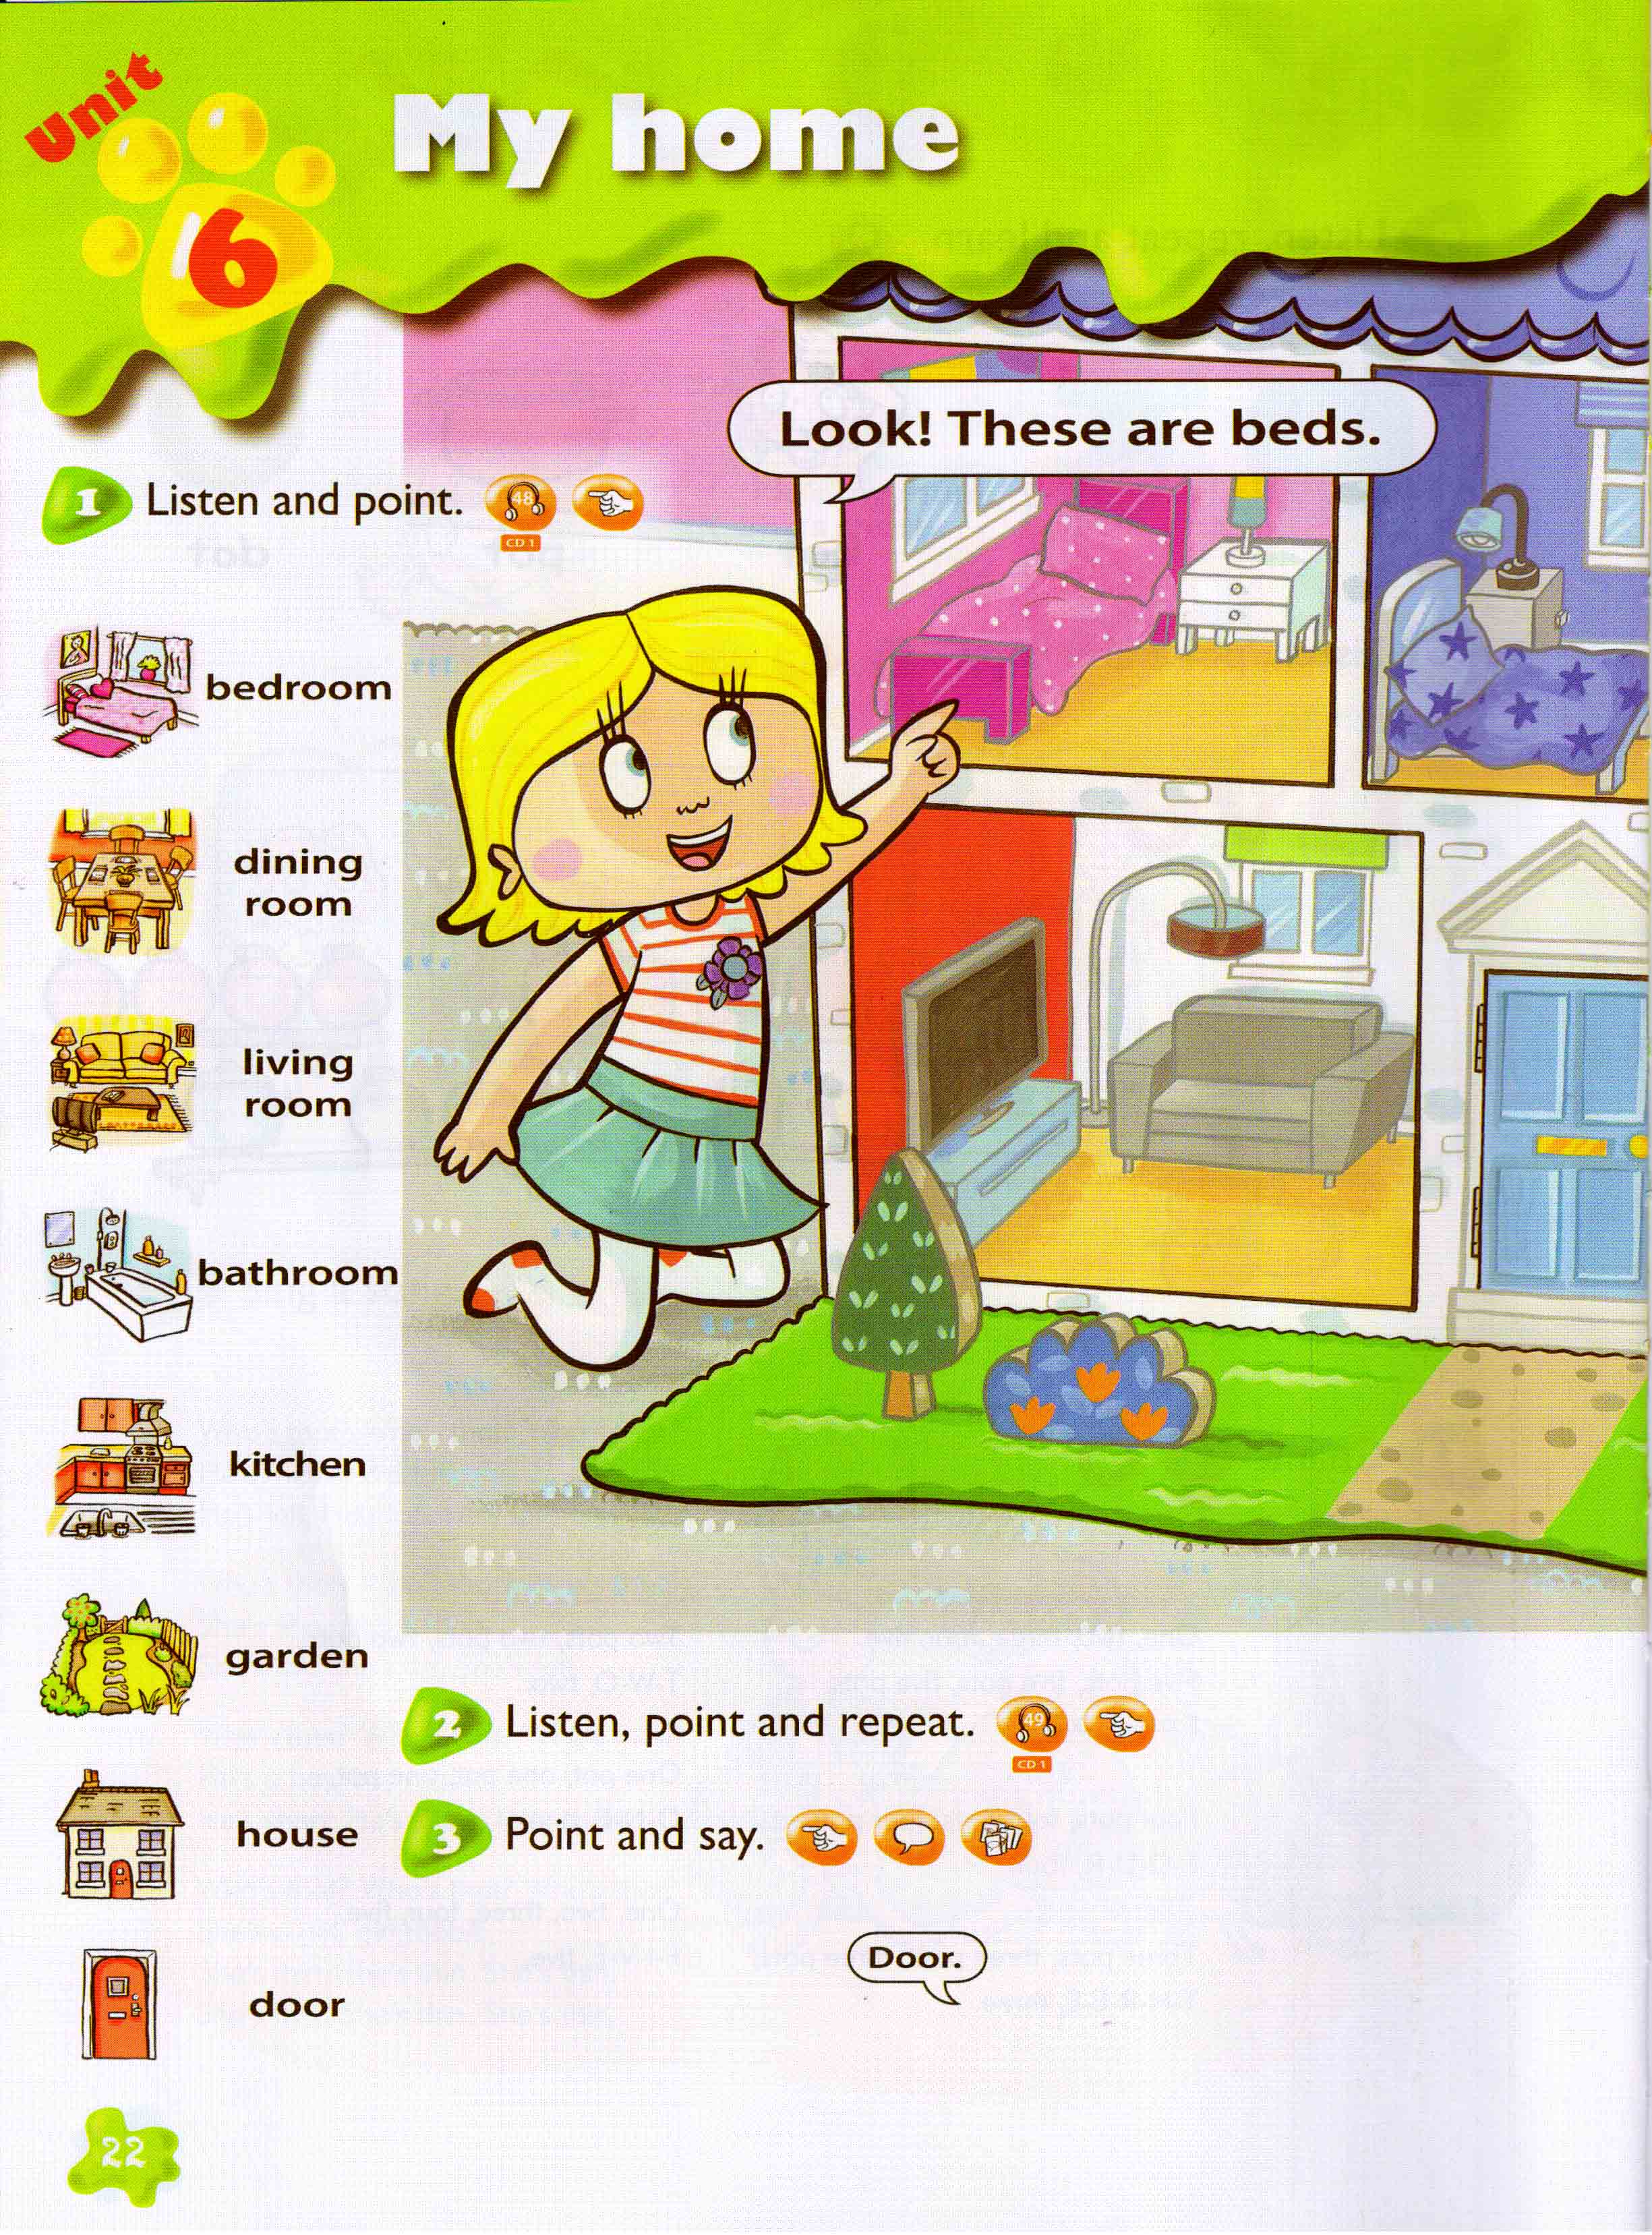 Unit
6
My home
Look! These are beds.
1 Listen and point.
48
CD 1
bedroom
dining
room
living
room
bathroom
kitchen
garden
2 Listen, point and repeat.
49
CD 1
house
3 Point and say.
Door.
door
22